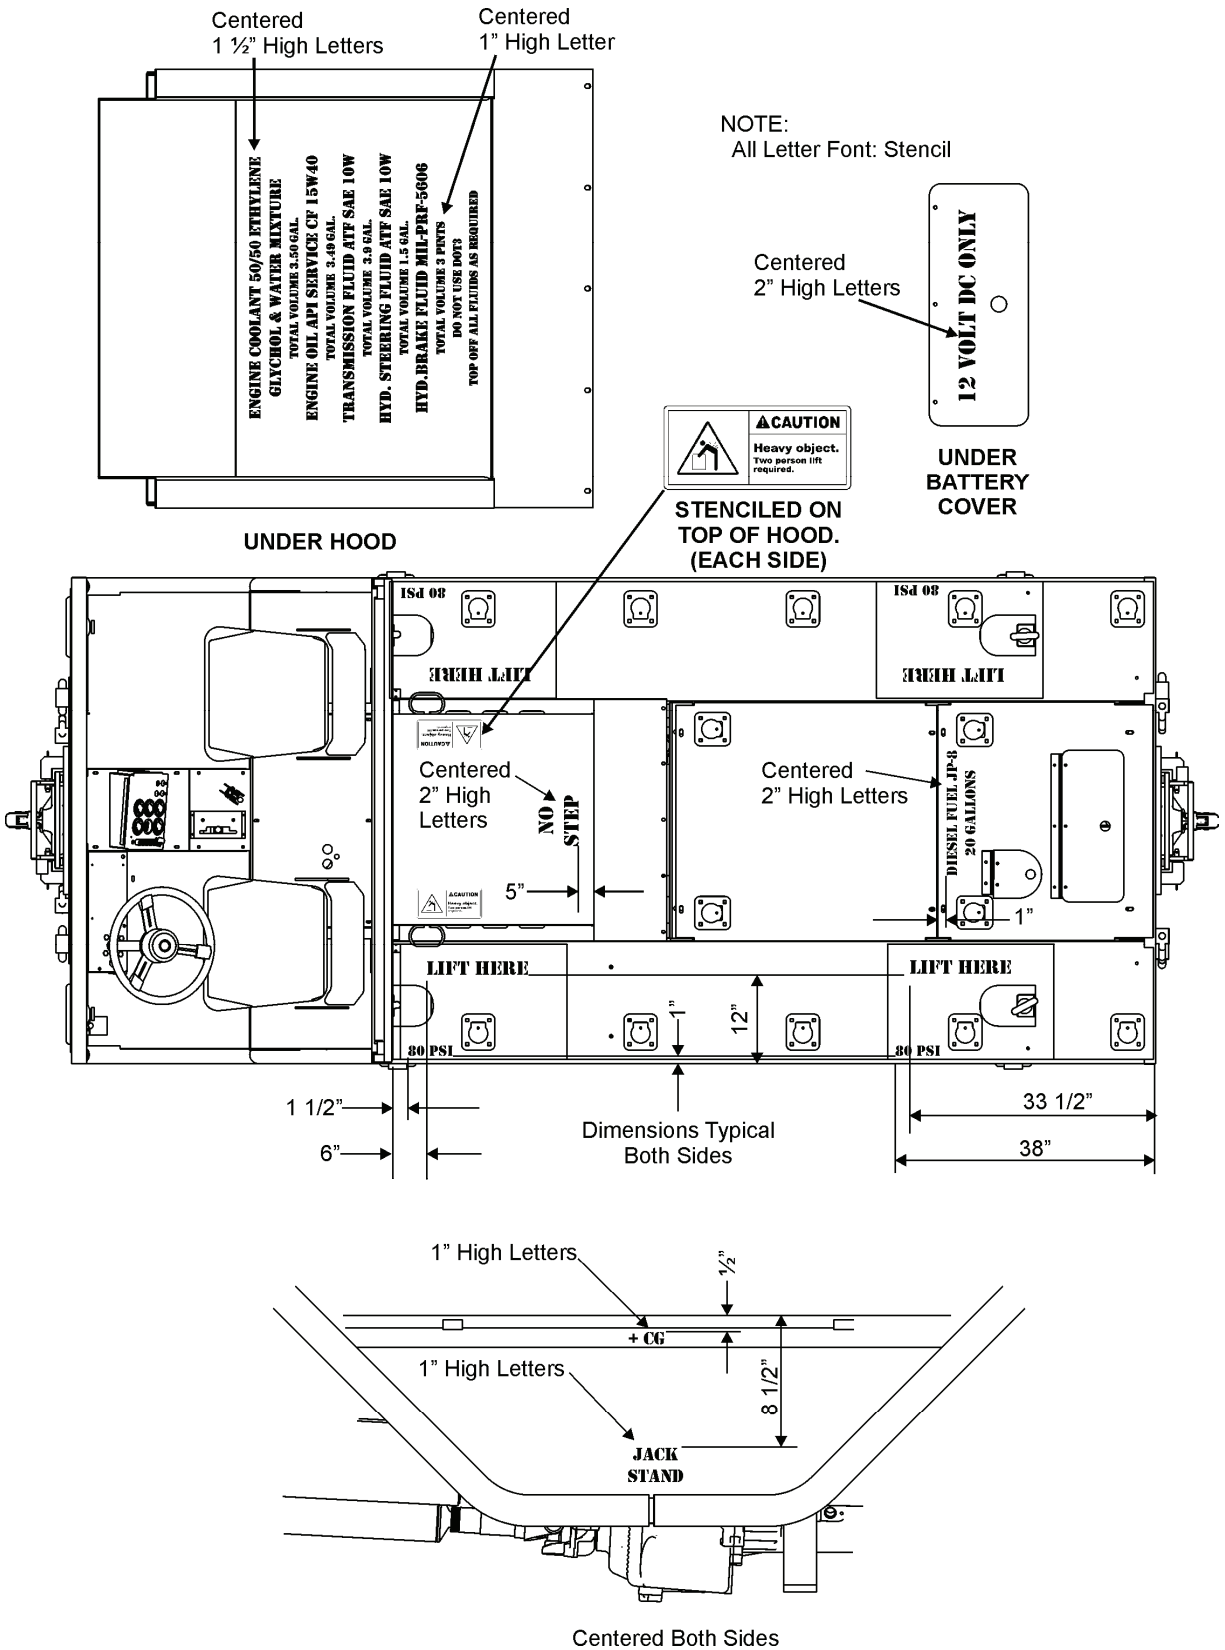 Centered
1 ½” High Letters
Centered
1” High Letter
NOTE:
All Letter Font: Stencil
ENGINE COOLANT 50/50 ETHYLENE
GLYCHOL & WATER MIXTURE
TOTAL VOLUME 3.50 GAL.
ENGINE OIL API SERVICE CF 15W40
TOTAL VOLUME 3.49 GAL.
TRANSMISSION FLUID ATF SAE 10W
TOTAL VOLUME 3.9 GAL.
HYD. STEERING FLUID ATF SAE 10W
TOTAL VOLUME 1.5 GAL.
HYD.BRAKE FLUID MIL-PRF-5606
TOTAL VOLUME 3 PINTS
DO NOT USE DOT3
TOP OFF ALL FLUIDS AS REQUIRED
UNDER HOOD
Centered
2” High Letters
12 VOLT DC ONLY
UNDER
BATTERY
COVER
CAUTION
Heavy object.
Two person lift
required.
STENCILED ON
TOP OF HOOD.
(EACH SIDE)
80 PSI
80 PSI
LIFT HERE
LIFT HERE
CAUTION
Heavy object.
Centered
2” High
Letters
NO
STEP
Centered
2” High Letters
DIESEL FUEL JP-8
20 GALLONS
5”
CAUTION
Heavy object.
1”
LIFT HERE
LIFT HERE
1”
12”
80 PSI
80 PSI
1 1/2”
6”
Dimensions Typical
Both Sides
33 1/2”
38”
1” High Letters
½”
+ CG
1” High Letters
8 1/2”
JACK
STAND
Centered Both Sides